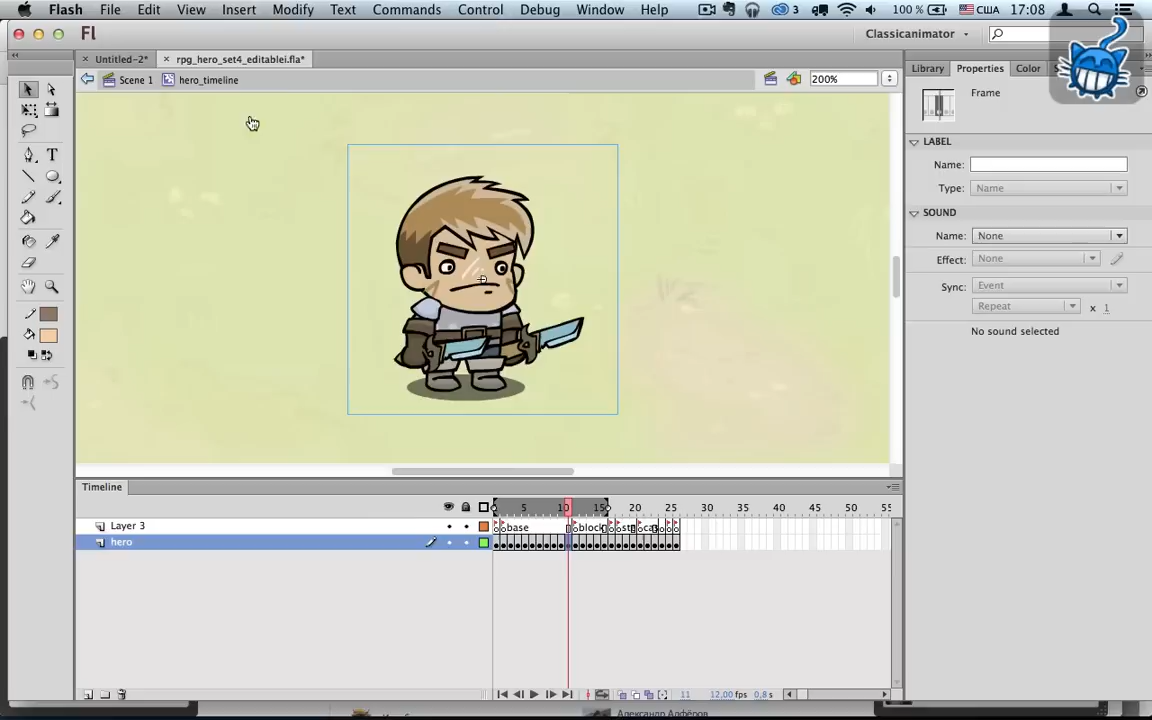 Flash File Edit View Insert Modify Text Commands Control Debug Window Help 3 100 % США 17:08
Fl Classicanimator
Untitled-2* rpg_hero_set4_editablei.fla*
Scene 1 hero_timeline 200%
Library Properties Color
Frame
LABEL
Name:
Type: Name
SOUND
Name: None
Effect: None
Sync: Event
Repeat x 1
No sound selected
Timeline
5 10 15 20 25 30 35 40 45 50 55
Layer 3 base block
hero
11 12,00 fps 0,8 s
Александр Алфёров